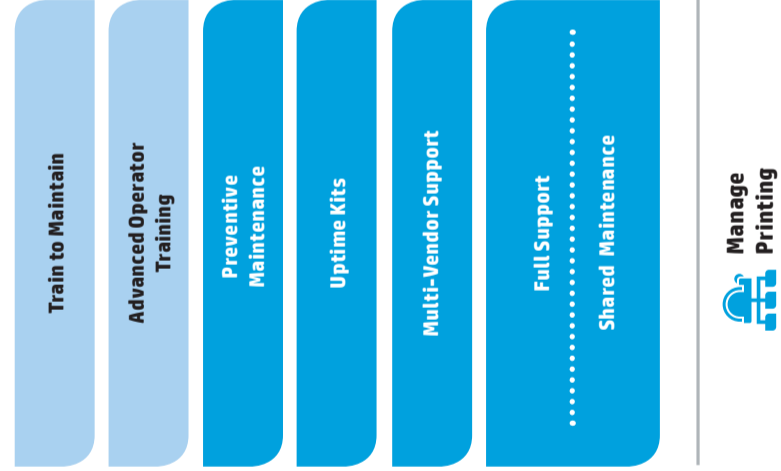 Train to Maintain
Advanced Operator
Training
Preventive
Maintenance
Uptime Kits
Multi-Vendor Support
Full Support
Shared Maintenance
Manage
Printing